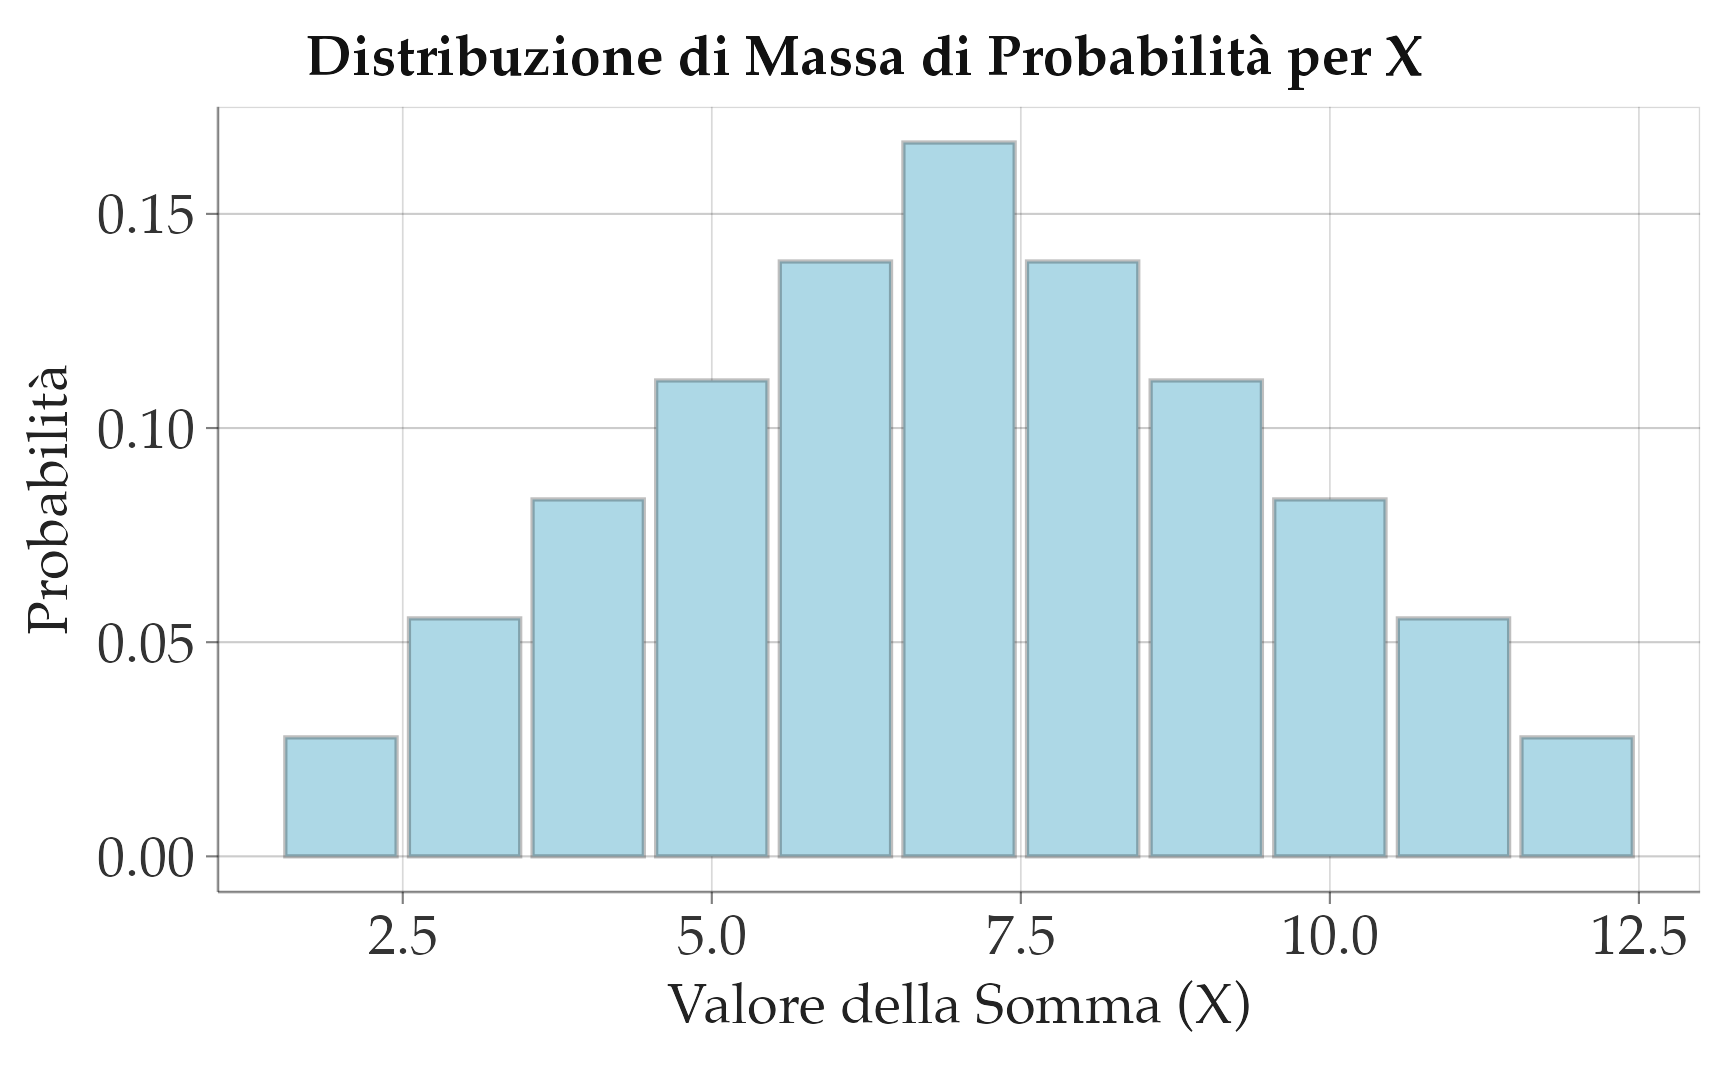 Distribuzione di Massa di Probabilità per X
Probabilità
0.15
0.10
0.05
0.00
2.5 5.0 7.5 10.0 12.5
Valore della Somma (X)